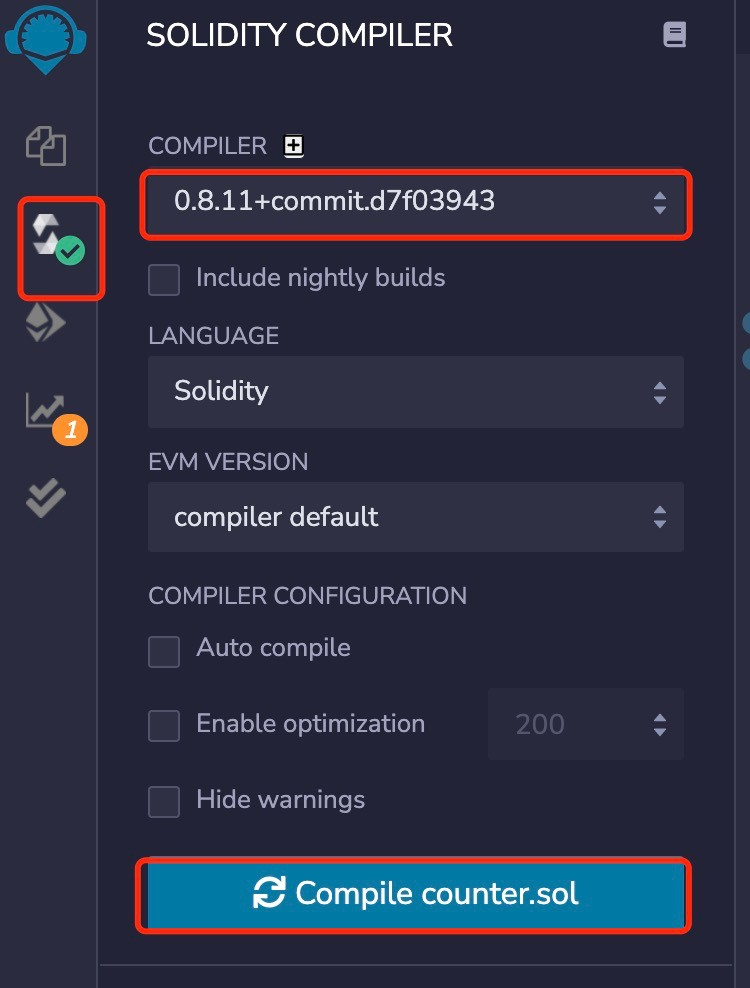 SOLIDITY COMPILER
COMPILER
0.8.11+commit.d7f03943
Include nightly builds
LANGUAGE
Solidity
EVM VERSION
compiler default
COMPILER CONFIGURATION
Auto compile
1
Enable optimization 200
Hide warnings
Compile counter.sol